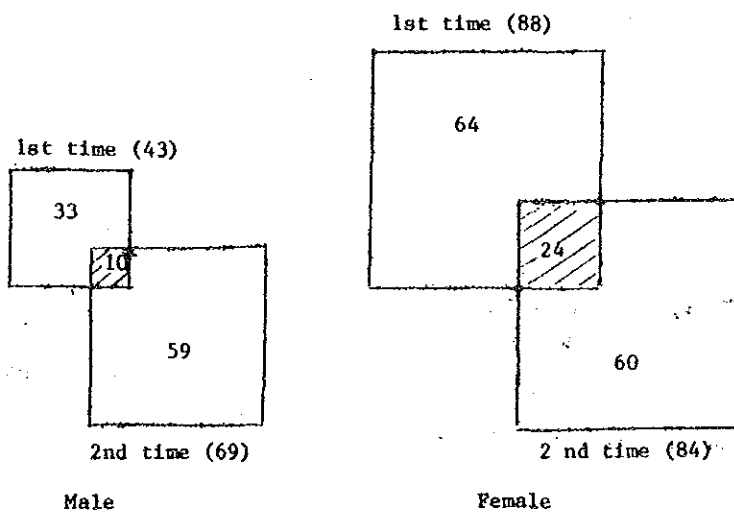 1st time (88)
64
1st time (43)
33
24
10
59
60
2nd time (69)
2 nd time (84)
Male
Female